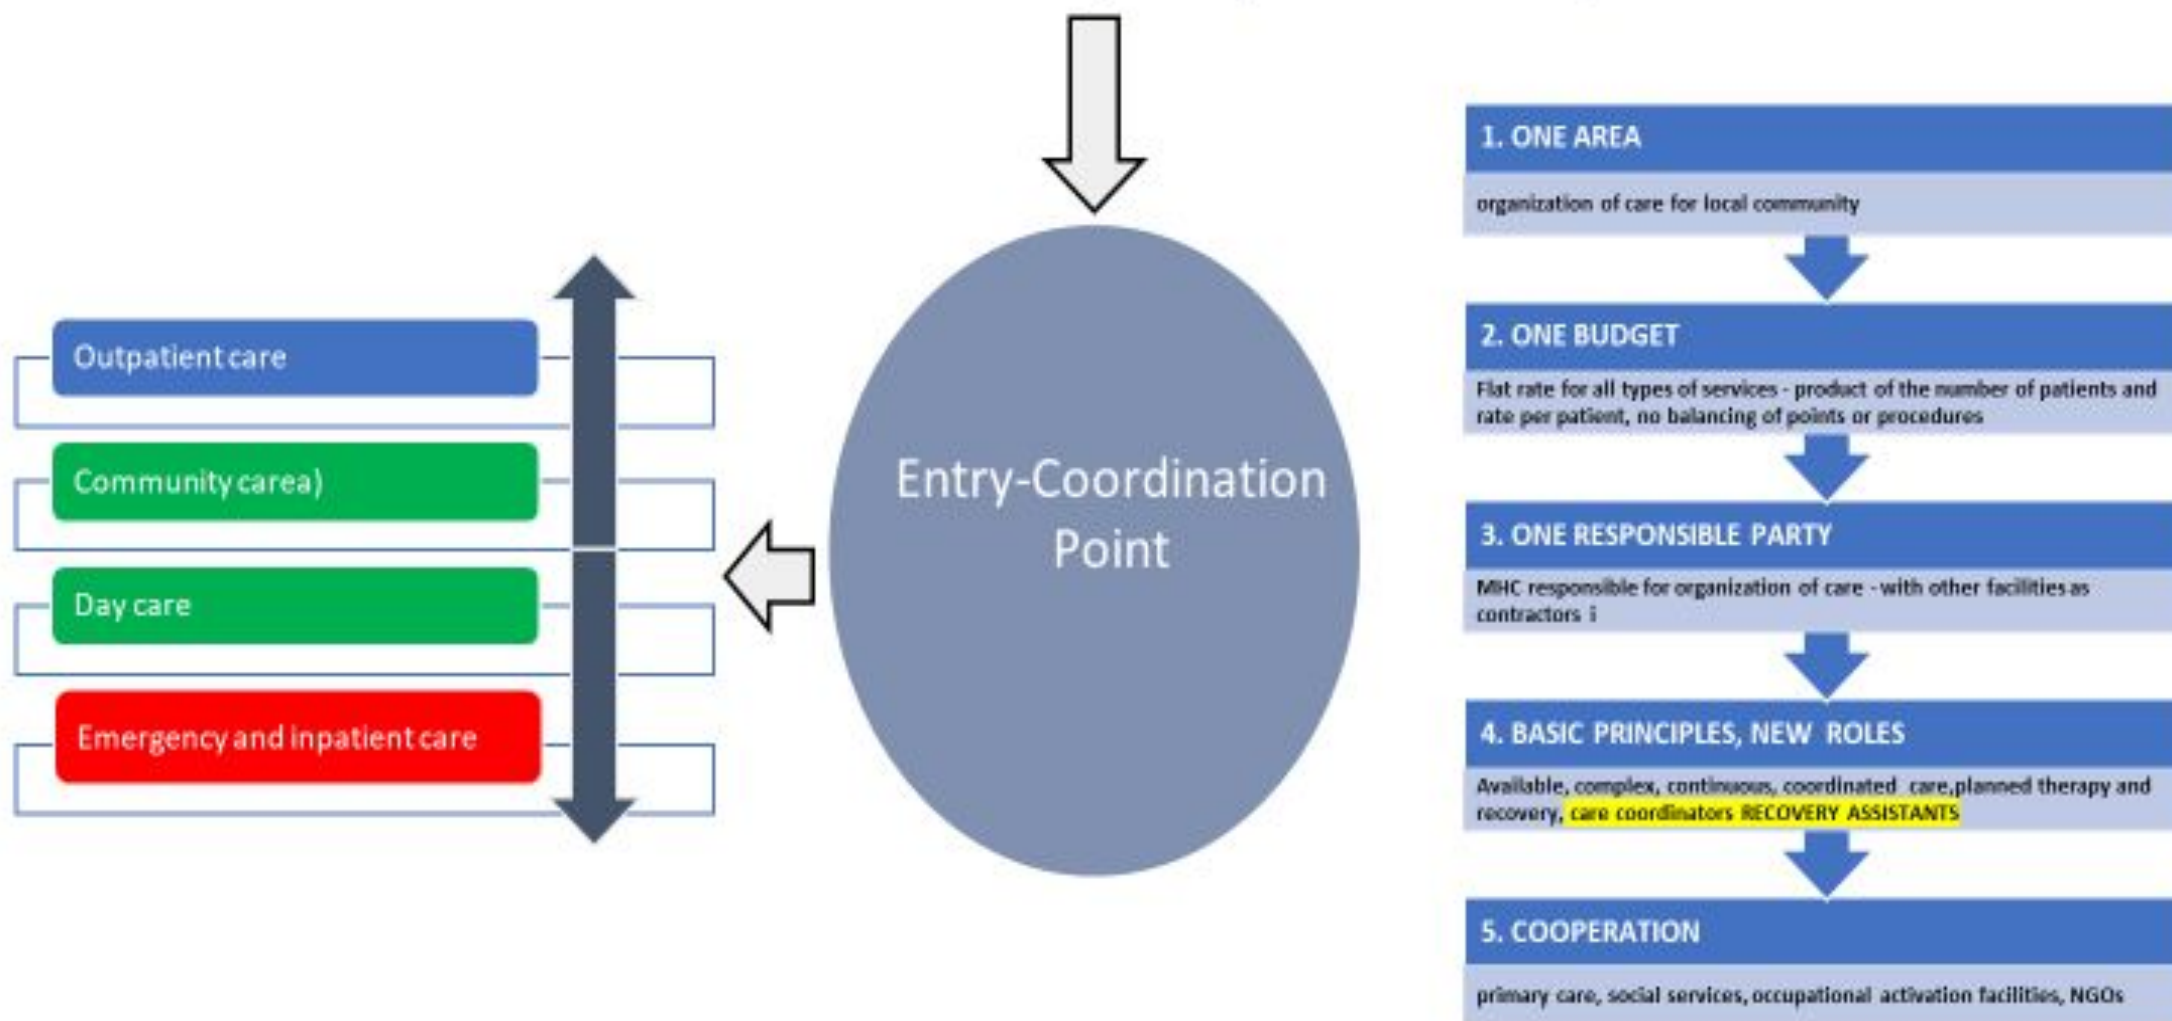 Outpatient care
Community carea)
Day care
Emergency and inpatient care
Entry-Coordination
Point
1. ONE AREA
organization of care for local community
2. ONE BUDGET
Flat rate for all types of services - product of the number of patients and
rate per patient, no balancing of points or procedures
3. ONE RESPONSIBLE PARTY
MHC responsible for organization of care - with other facilities as
contractors i
4. BASIC PRINCIPLES, NEW ROLES
Available, complex, continuous, coordinated care,planned therapy and
recovery, care coordinators RECOVERY ASSISTANTS
5. COOPERATION
primary care, social services, occupational activation facilities, NGOs